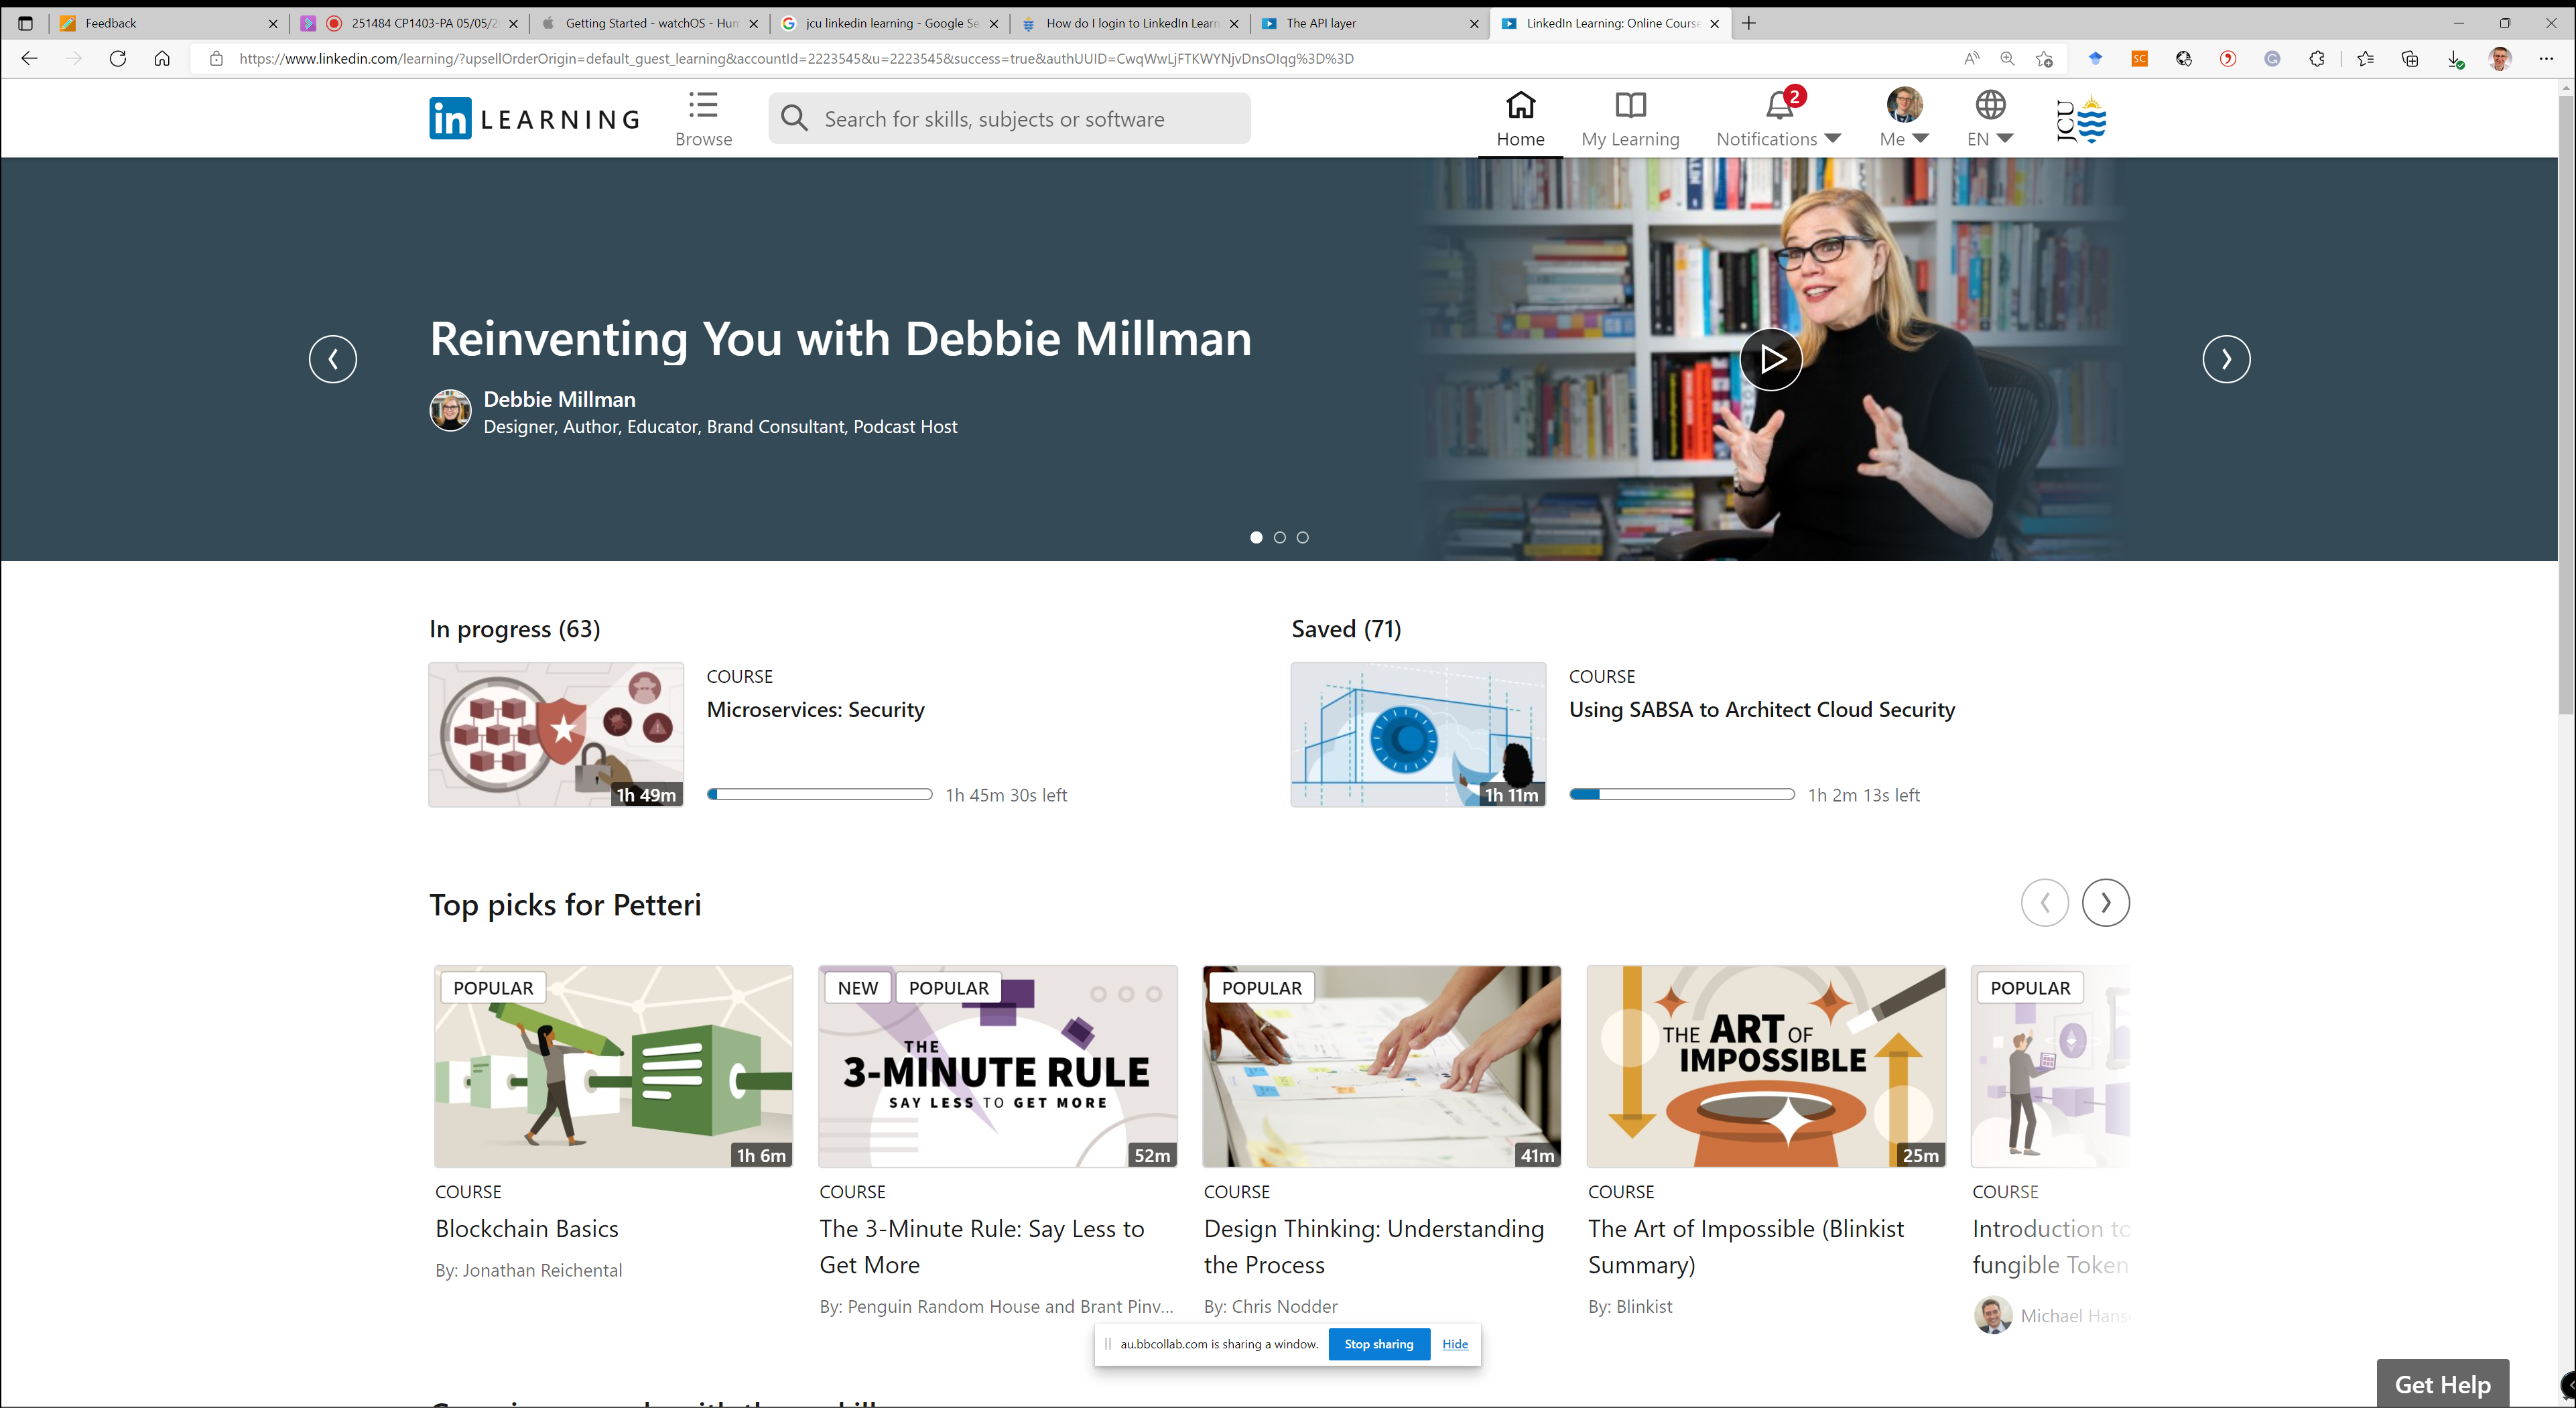 Feedback
251484 CP1403-PA 05/05/2
Getting Started - watchOS - Hum
jcu linkedin learning - Google Se
How do I login to LinkedIn Learn
The API layer
LinkedIn Learning: Online Course
https://www.linkedin.com/learning/?upsellOrderOrigin=default_guest_learning&accountId=2223545&u=2223545&success=true&authUUID=CwqWwLjFTKWYNjvDnsOIqg%3D%3D
in LEARNING
Browse
Search for skills, subjects or software
Home
My Learning
2
Notifications
Me
EN
JCU
Reinventing You with Debbie Millman
Debbie Millman
Designer, Author, Educator, Brand Consultant, Podcast Host
In progress (63)
1h 49m
COURSE
Microservices: Security
1h 45m 30s left
Saved (71)
1h 11m
COURSE
Using SABSA to Architect Cloud Security
1h 2m 13s left
Top picks for Petteri
POPULAR
1h 6m
COURSE
Blockchain Basics
By: Jonathan Reichental
NEW POPULAR
THE
3-MINUTE RULE
SAY LESS TO GET MORE
52m
COURSE
The 3-Minute Rule: Say Less to
Get More
By: Penguin Random House and Brant Pinv...
POPULAR
41m
COURSE
Design Thinking: Understanding
the Process
By: Chris Nodder
THE ART OF
IMPOSSIBLE
25m
COURSE
The Art of Impossible (Blinkist
Summary)
By: Blinkist
POPULAR
COURSE
Introduction to
fungible Token
Michael Hans
au.bbcollab.com is sharing a window.
Stop sharing
Hide
Get Help